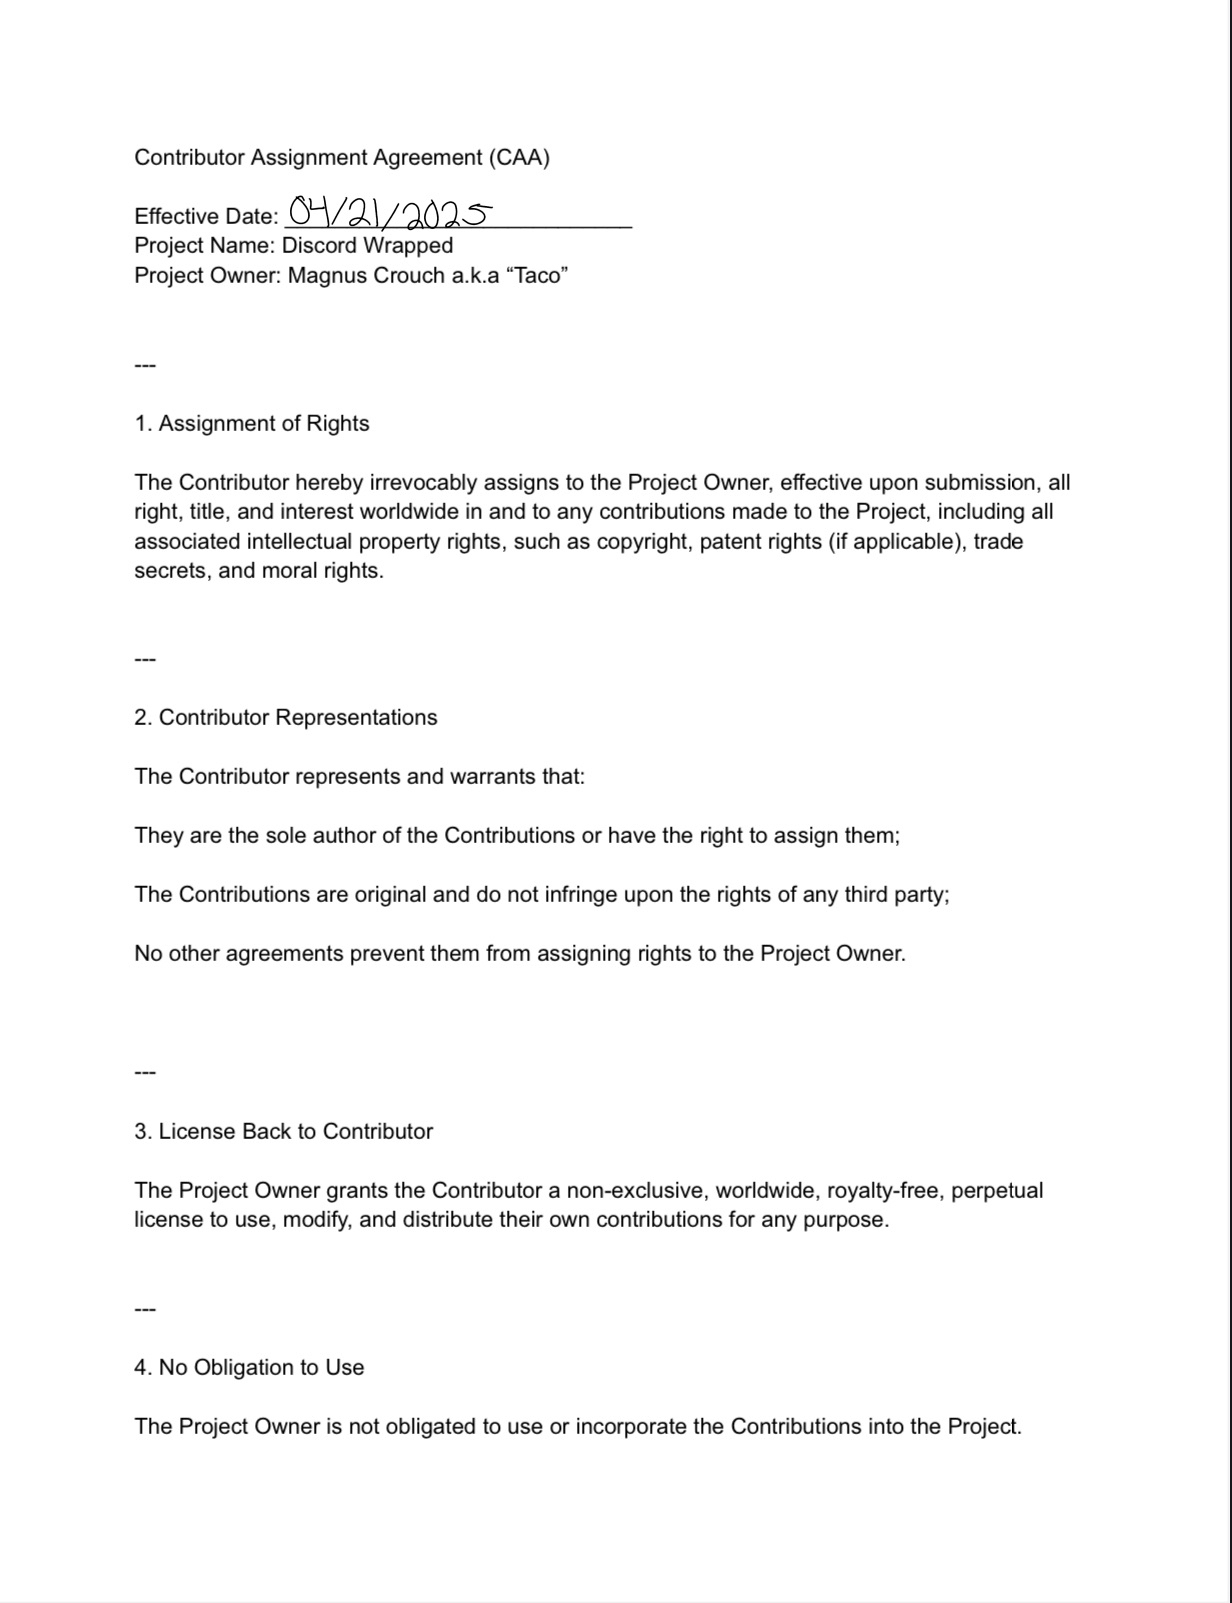 Contributor Assignment Agreement (CAA)
Effective Date: 04/21/2025
Project Name: Discord Wrapped
Project Owner: Magnus Crouch a.k.a “Taco”
---
1. Assignment of Rights
The Contributor hereby irrevocably assigns to the Project Owner, effective upon submission, all
right, title, and interest worldwide in and to any contributions made to the Project, including all
associated intellectual property rights, such as copyright, patent rights (if applicable), trade
secrets, and moral rights.
---
2. Contributor Representations
The Contributor represents and warrants that:
They are the sole author of the Contributions or have the right to assign them;
The Contributions are original and do not infringe upon the rights of any third party;
No other agreements prevent them from assigning rights to the Project Owner.
---
3. License Back to Contributor
The Project Owner grants the Contributor a non-exclusive, worldwide, royalty-free, perpetual
license to use, modify, and distribute their own contributions for any purpose.
---
4. No Obligation to Use
The Project Owner is not obligated to use or incorporate the Contributions into the Project.